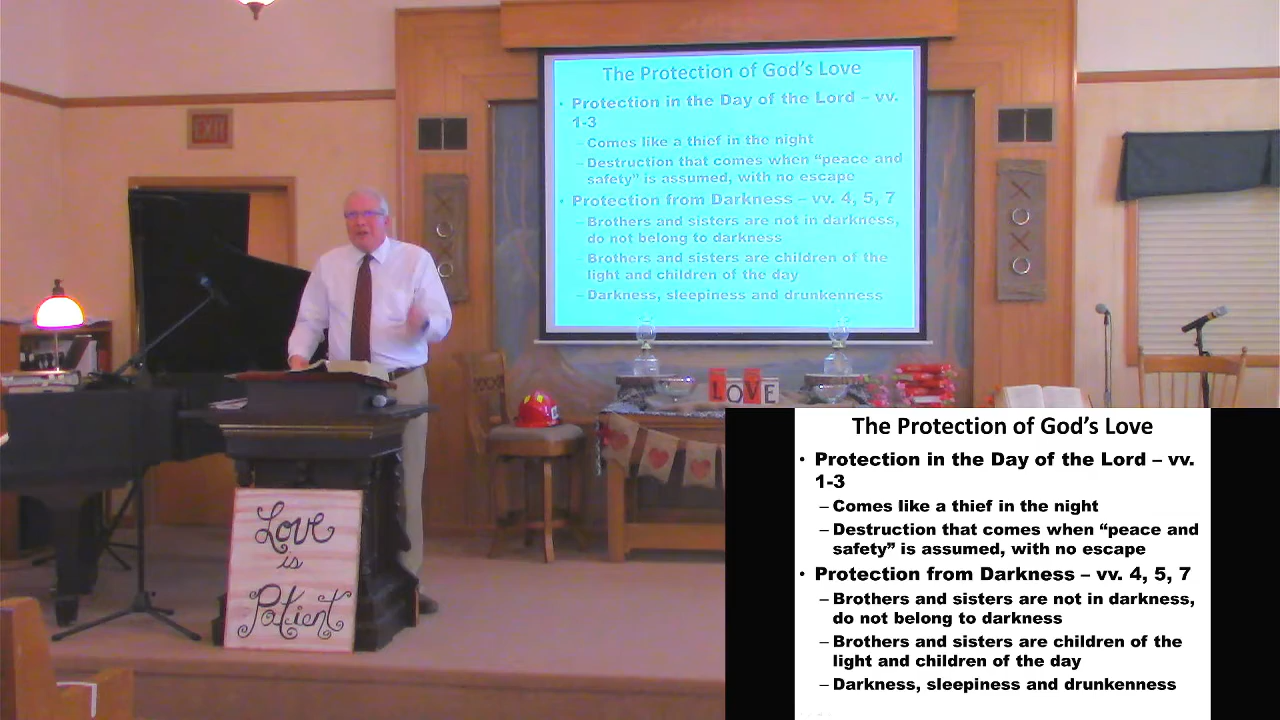 EXIT
The Protection of God's Love
• Protection in the Day of the Lord – vv.
1-3
– Comes like a thief in the night
– Destruction that comes when “peace and
safety” is assumed, with no escape
• Protection from Darkness – vv. 4, 5, 7
– Brothers and sisters are not in darkness,
do not belong to darkness
– Brothers and sisters are children of the
light and children of the day
– Darkness, sleepiness and drunkenness
X
O
X
O
LOVE
Love
is
Patient
The Protection of God's Love
• Protection in the Day of the Lord – vv.
1-3
– Comes like a thief in the night
– Destruction that comes when “peace and
safety” is assumed, with no escape
• Protection from Darkness – vv. 4, 5, 7
– Brothers and sisters are not in darkness,
do not belong to darkness
– Brothers and sisters are children of the
light and children of the day
– Darkness, sleepiness and drunkenness